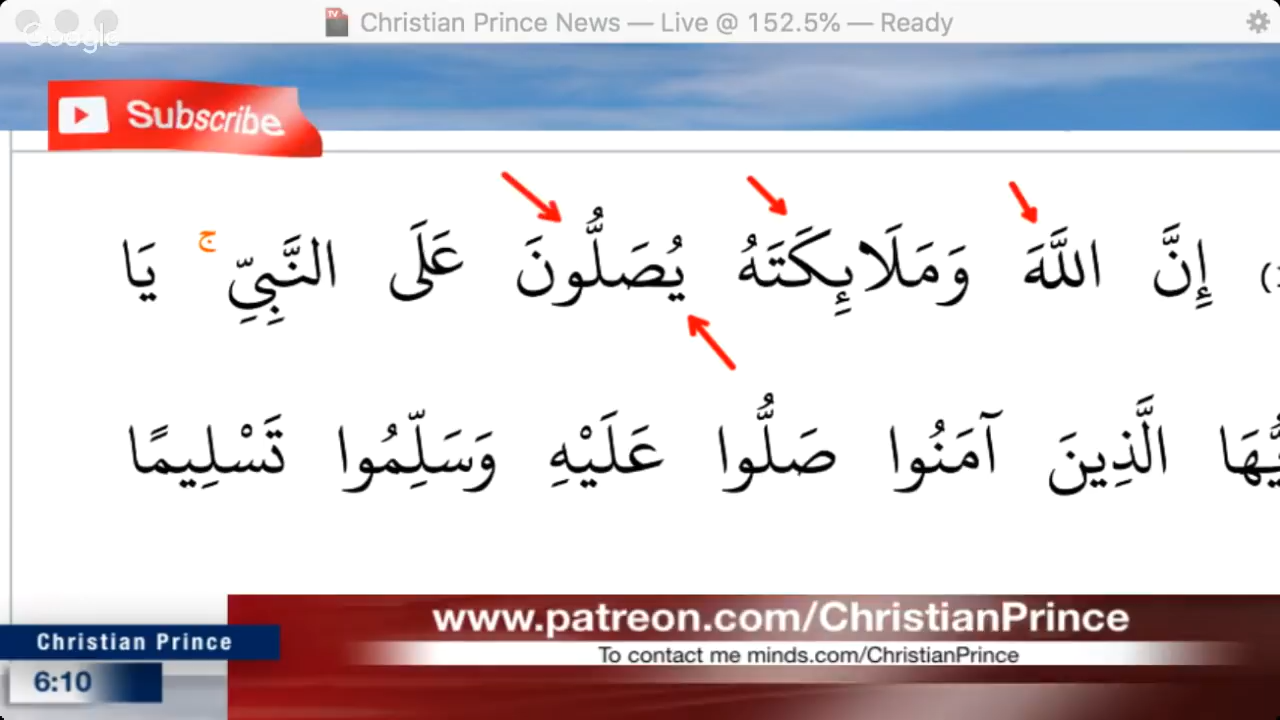 Christian Prince News — Live @ 152.5% — Ready
Google
Subscribe
إِنَّ اللَّهَ وَمَلَائِكَتَهُ يُصَلُّونَ عَلَى النَّبِيِّ ۚ يَا
الَّذِينَ آمَنُوا صَلُّوا عَلَيْهِ وَسَلِّمُوا تَسْلِيمًا
www.patreon.com/ChristianPrince
To contact me minds.com/ChristianPrince
Christian Prince
6:10